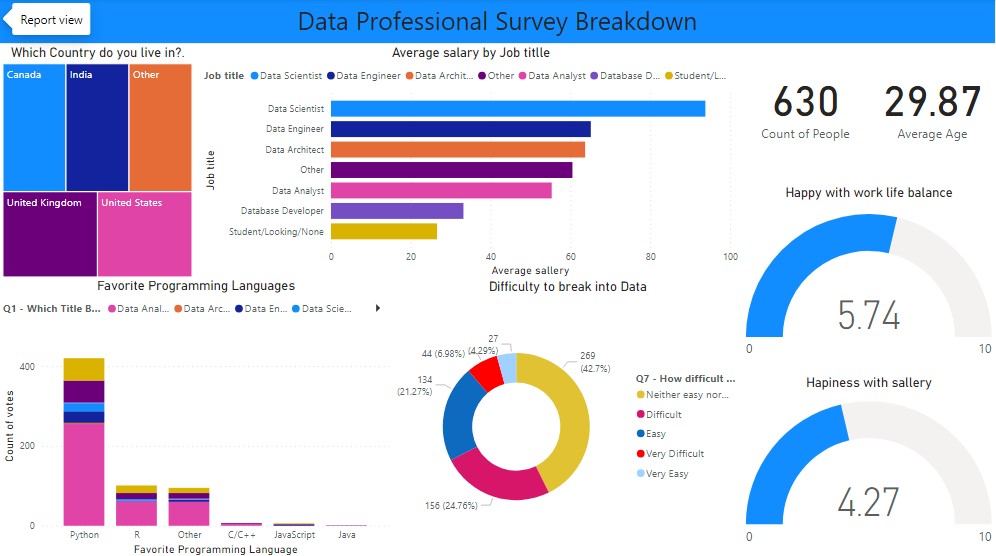 Report view
Data Professional Survey Breakdown
Which Country do you live in?.
Canada
India
Other
United Kingdom
United States
Average salary by Job titlle
Job title Data Scientist Data Engineer Data Archit... Other Data Analyst Database D... Student/L...
Job title
Data Scientist
Data Engineer
Data Architect
Other
Data Analyst
Database Developer
Student/Looking/None
0 20 40 60 80 100
Average sallery
630
Count of People
29.87
Average Age
Happy with work life balance
5.74
0 10
Favorite Programming Languages
Q1 - Which Title B... Data Anal... Data Arc... Data En... Data Scie...
Count of votes
400
200
0
Python R Other C/C++ JavaScript Java
Favorite Programming Language
Difficulty to break into Data
27
(4.29%)
44 (6.98%)
134
(21.27%)
156 (24.76%)
269
(42.7%)
Q7 - How difficult ...
Neither easy nor...
Difficult
Easy
Very Difficult
Very Easy
Hapiness with sallery
4.27
0 10